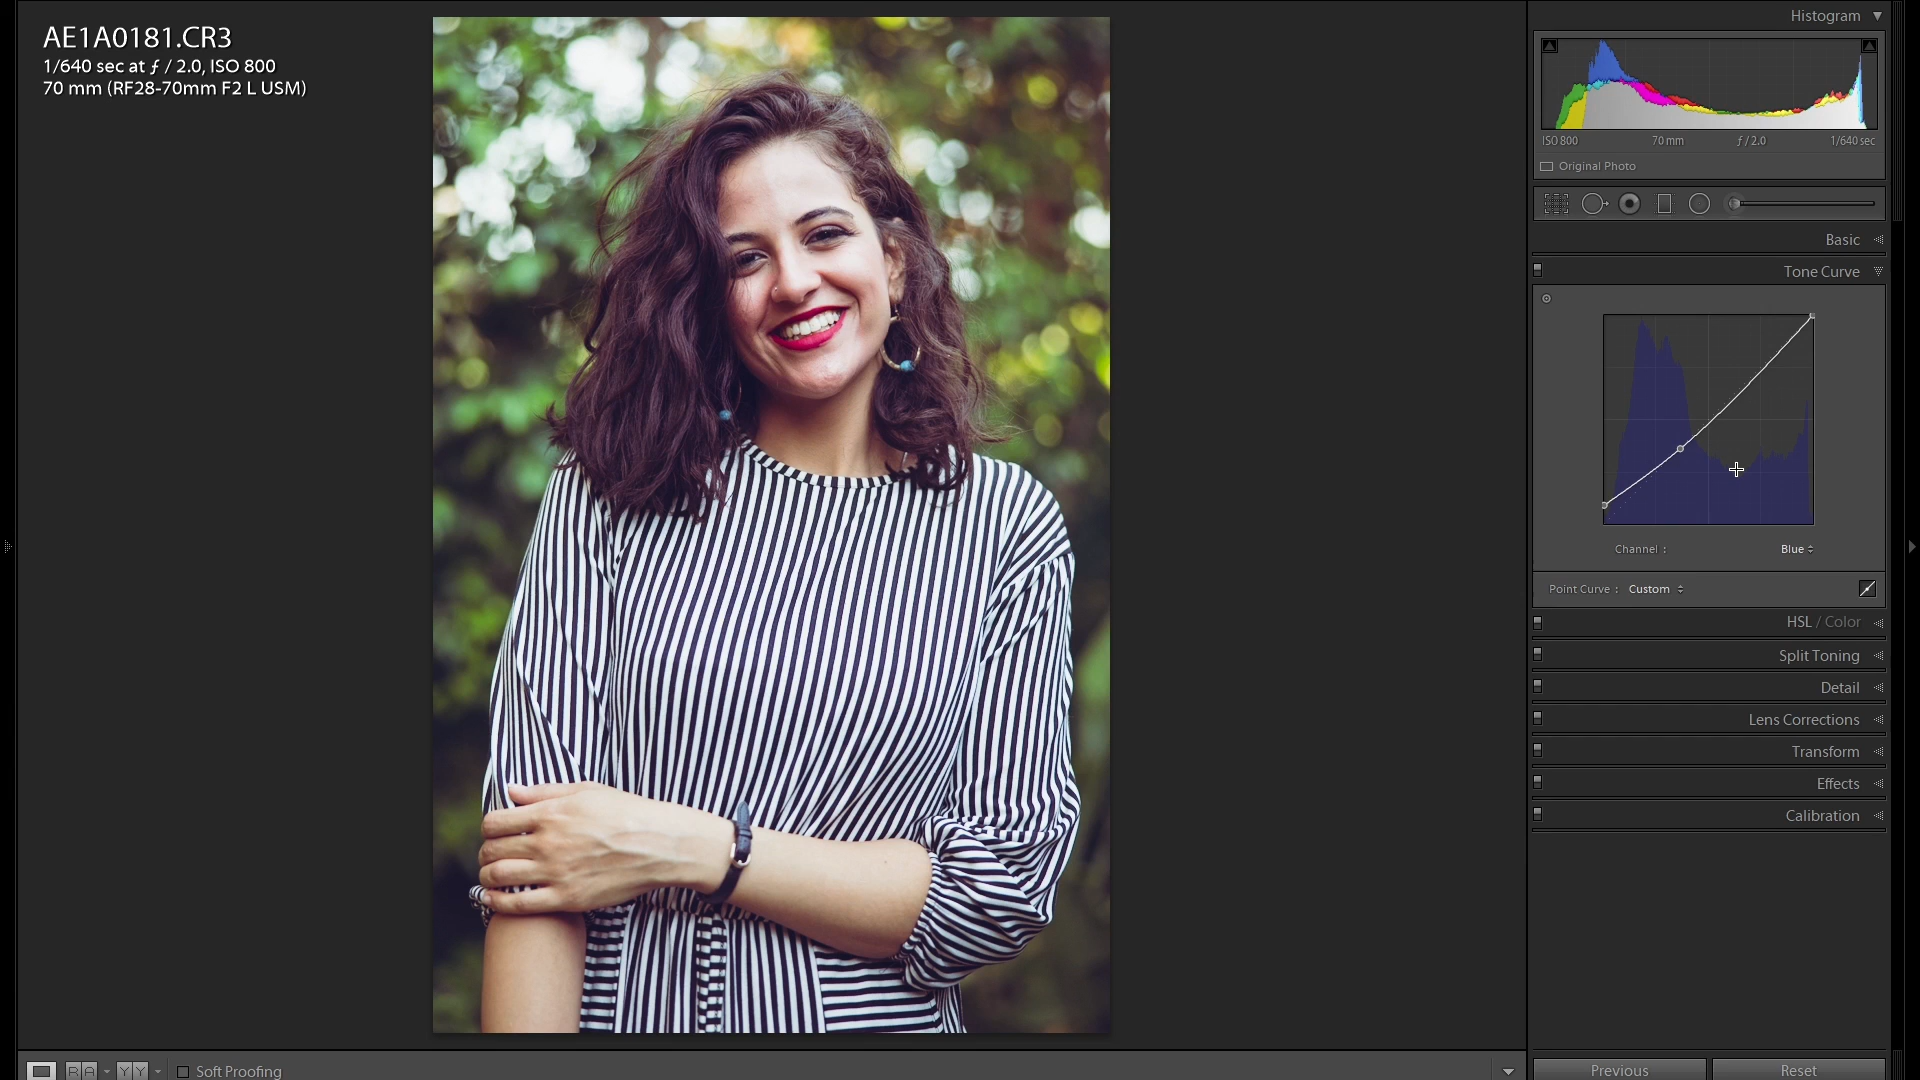 AE1A0181.CR3
1/640 sec at ƒ / 2.0, ISO 800
70 mm (RF28-70mm F2 L USM)
Histogram
ISO 800 70 mm ƒ / 2.0 1/640 sec
Original Photo
Basic
Tone Curve
Channel : Blue
Point Curve : Custom
HSL / Color
Split Toning
Detail
Lens Corrections
Transform
Effects
Calibration
R A Y Y Soft Proofing
Previous Reset